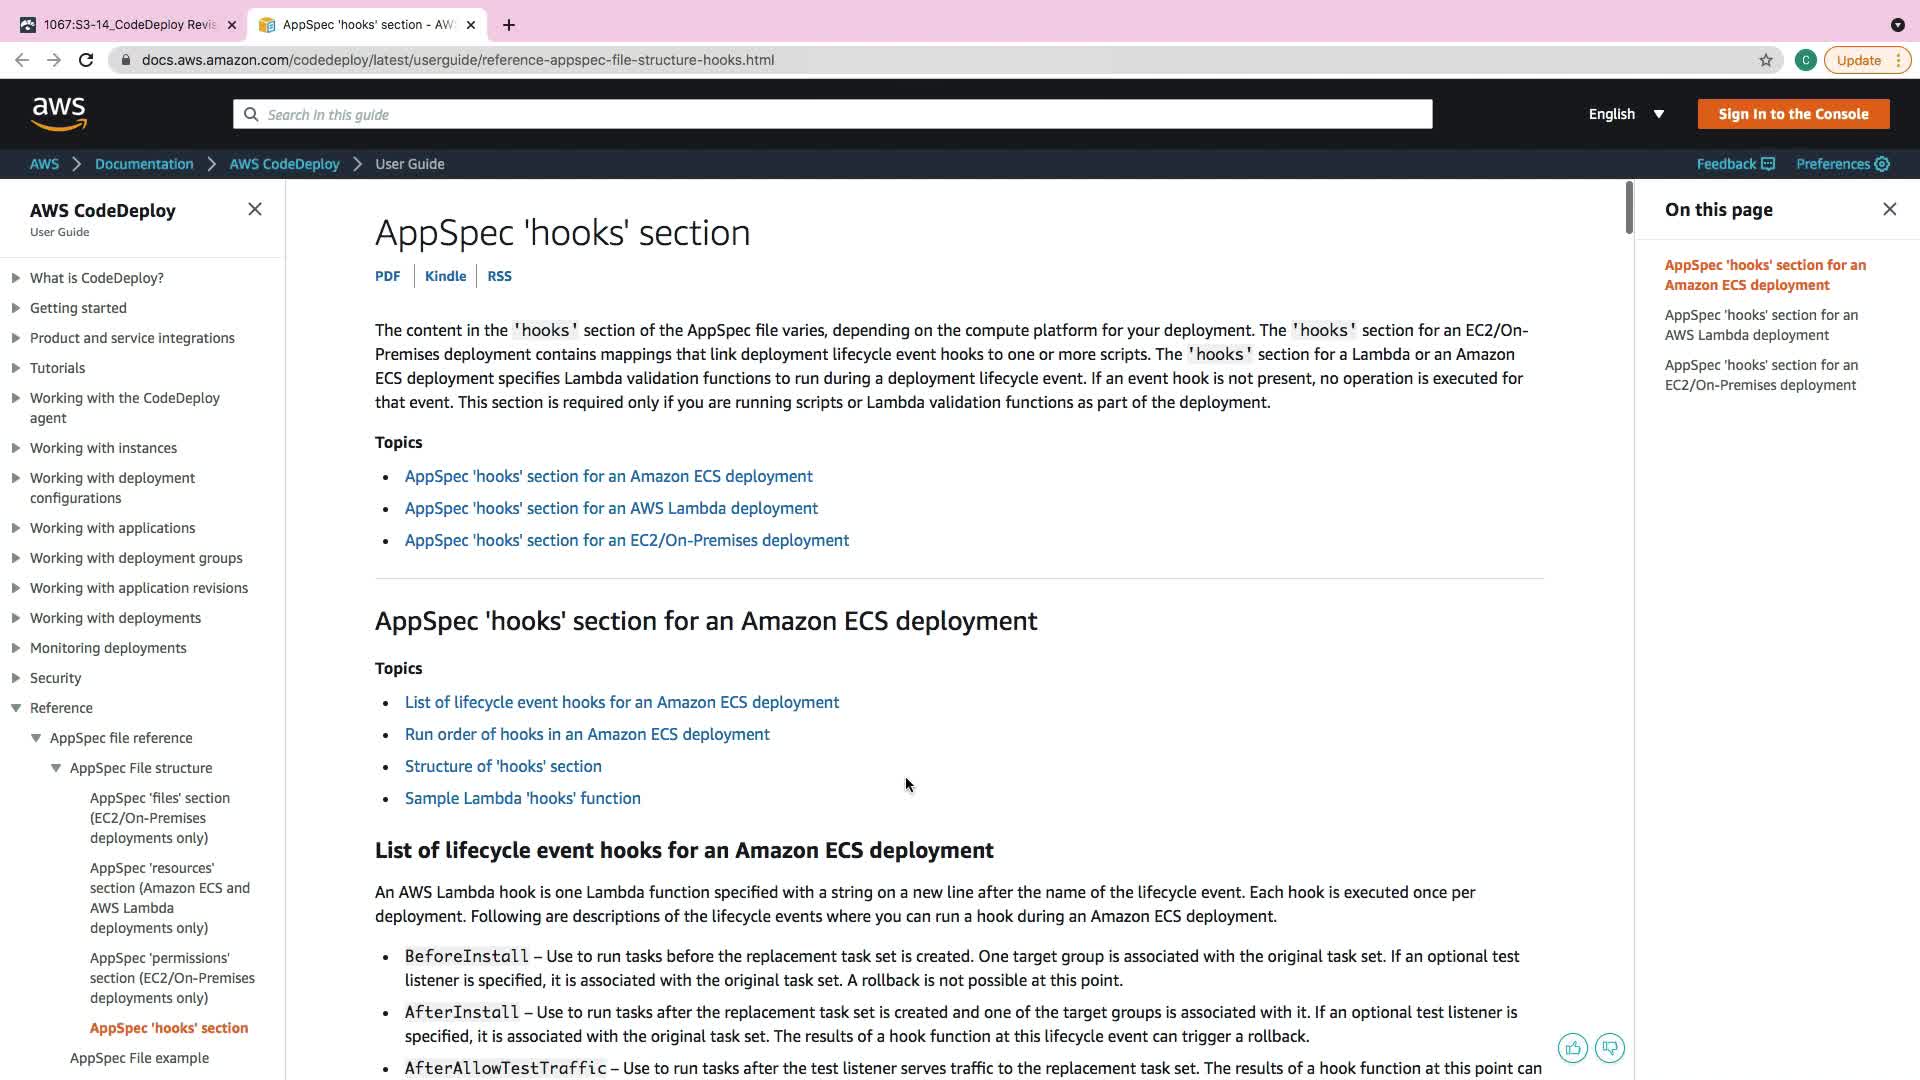 1067:S3-14_CodeDeploy Revis
AppSpec 'hooks' section - AWS
docs.aws.amazon.com/codedeploy/latest/userguide/reference-appspec-file-structure-hooks.html
C
Update
aws
Search in this guide
English
Sign In to the Console
AWS
Documentation
AWS CodeDeploy
User Guide
Feedback
Preferences
AWS CodeDeploy
User Guide
What is CodeDeploy?
Getting started
Product and service integrations
Tutorials
Working with the CodeDeploy
agent
Working with instances
Working with deployment
configurations
Working with applications
Working with deployment groups
Working with application revisions
Working with deployments
Monitoring deployments
Security
Reference
AppSpec file reference
AppSpec File structure
AppSpec 'files' section
(EC2/On-Premises
deployments only)
AppSpec 'resources'
section (Amazon ECS and
AWS Lambda
deployments only)
AppSpec 'permissions'
section (EC2/On-Premises
deployments only)
AppSpec 'hooks' section
AppSpec File example
AppSpec 'hooks' section
PDF
Kindle
RSS
The content in the 'hooks' section of the AppSpec file varies, depending on the compute platform for your deployment. The 'hooks' section for an EC2/On-
Premises deployment contains mappings that link deployment lifecycle event hooks to one or more scripts. The 'hooks' section for a Lambda or an Amazon
ECS deployment specifies Lambda validation functions to run during a deployment lifecycle event. If an event hook is not present, no operation is executed for
that event. This section is required only if you are running scripts or Lambda validation functions as part of the deployment.
Topics
• AppSpec 'hooks' section for an Amazon ECS deployment
• AppSpec 'hooks' section for an AWS Lambda deployment
• AppSpec 'hooks' section for an EC2/On-Premises deployment
AppSpec 'hooks' section for an Amazon ECS deployment
Topics
• List of lifecycle event hooks for an Amazon ECS deployment
• Run order of hooks in an Amazon ECS deployment
• Structure of 'hooks' section
• Sample Lambda 'hooks' function
List of lifecycle event hooks for an Amazon ECS deployment
An AWS Lambda hook is one Lambda function specified with a string on a new line after the name of the lifecycle event. Each hook is executed once per
deployment. Following are descriptions of the lifecycle events where you can run a hook during an Amazon ECS deployment.
• BeforeInstall – Use to run tasks before the replacement task set is created. One target group is associated with the original task set. If an optional test
listener is specified, it is associated with the original task set. A rollback is not possible at this point.
• AfterInstall – Use to run tasks after the replacement task set is created and one of the target groups is associated with it. If an optional test listener is
specified, it is associated with the original task set. The results of a hook function at this lifecycle event can trigger a rollback.
• AfterAllowTestTraffic – Use to run tasks after the test listener serves traffic to the replacement task set. The results of a hook function at this point can
On this page
AppSpec 'hooks' section for an
Amazon ECS deployment
AppSpec 'hooks' section for an
AWS Lambda deployment
AppSpec 'hooks' section for an
EC2/On-Premises deployment